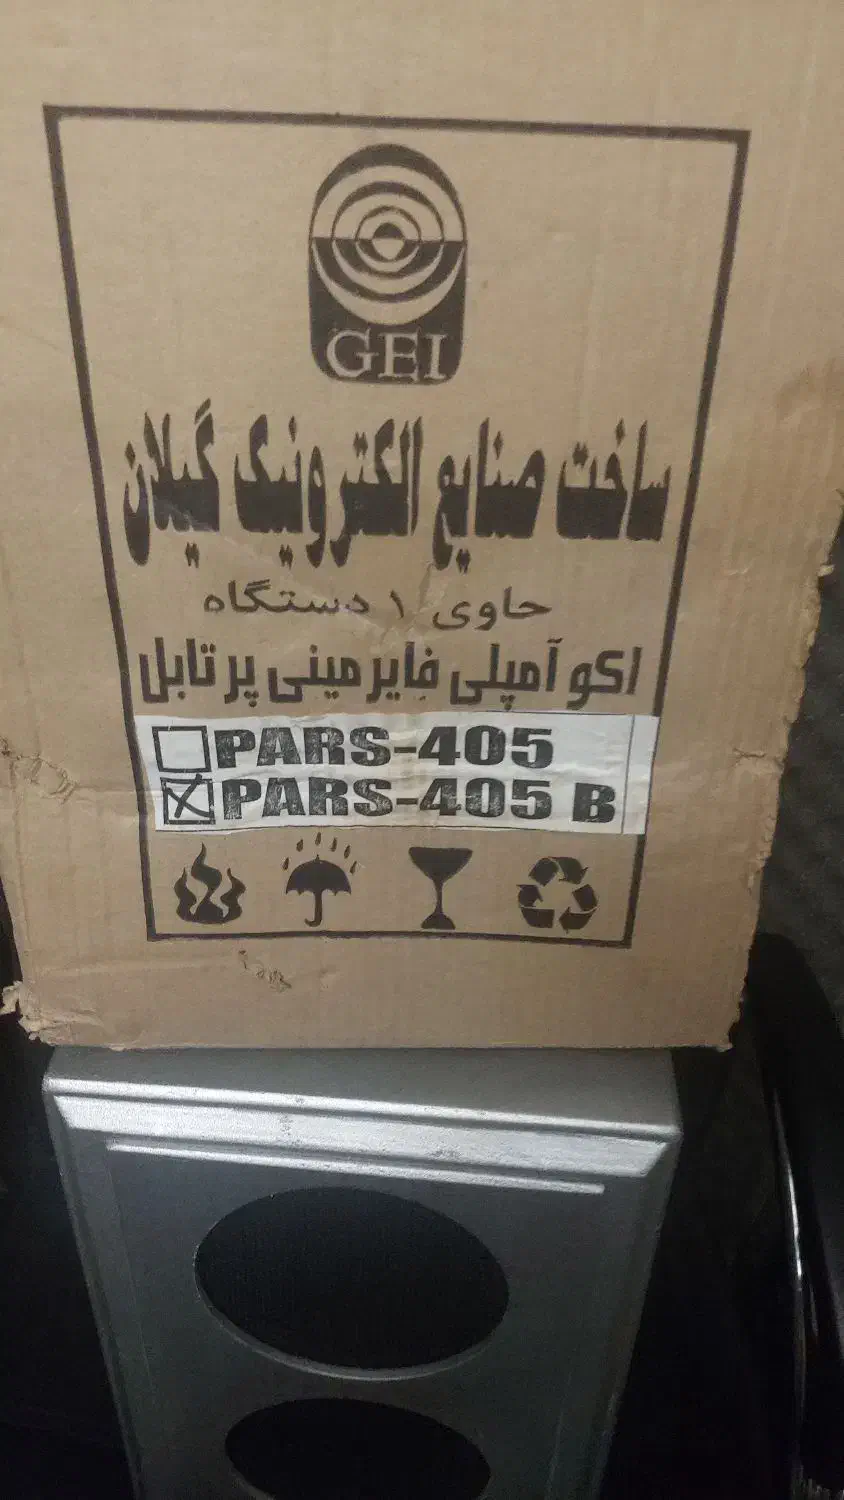 GEI
ساخت صنایع الکترونیک گیلان
حاوی ۱ دستگاه
اکو آمپلی فایر مینی پرتابل
PARS-405
PARS-405 B